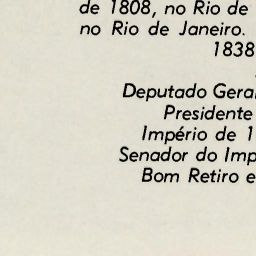 de 1808, no Rio de
no Rio de Janeiro.
1838
Deputado Geral
Presidente
Império de 1
Senador do Imp
Bom Retiro e